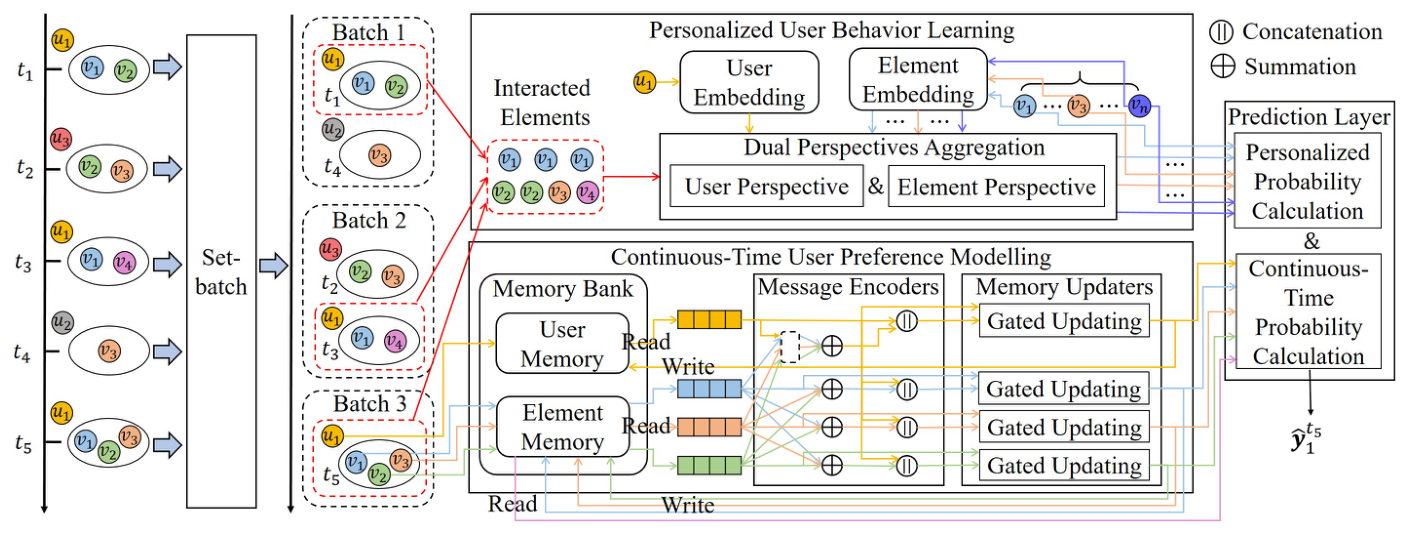 u1
t1
v1 v2
u3
t2
v2 v3
u1
t3
v1 v4
u2
t4
v3
u1
t5
v1 v2 v3
Set-
batch
Batch 1
u1
t1
v1 v2
u2
t4
v3
Batch 2
u3
t2
v2 v3
u1
t3
v1 v4
Batch 3
u1
t5
v1 v2 v3
Interacted
Elements
v1 v1 v1
v2 v2 v3 v4
Personalized User Behavior Learning
u1
User
Embedding
Element
Embedding
v1 ... v3 ... vn
... ...
Dual Perspectives Aggregation
User Perspective & Element Perspective
...
...
Continuous-Time User Preference Modelling
Memory Bank
User
Memory
Element
Memory
Read
Write
Read
Read
Write
Message Encoders
Memory Updaters
Gated Updating
Gated Updating
Gated Updating
Gated Updating
|| Concatenation
+ Summation
Prediction Layer
Personalized
Probability
Calculation
&
Continuous-
Time
Probability
Calculation
ŷ1^t5